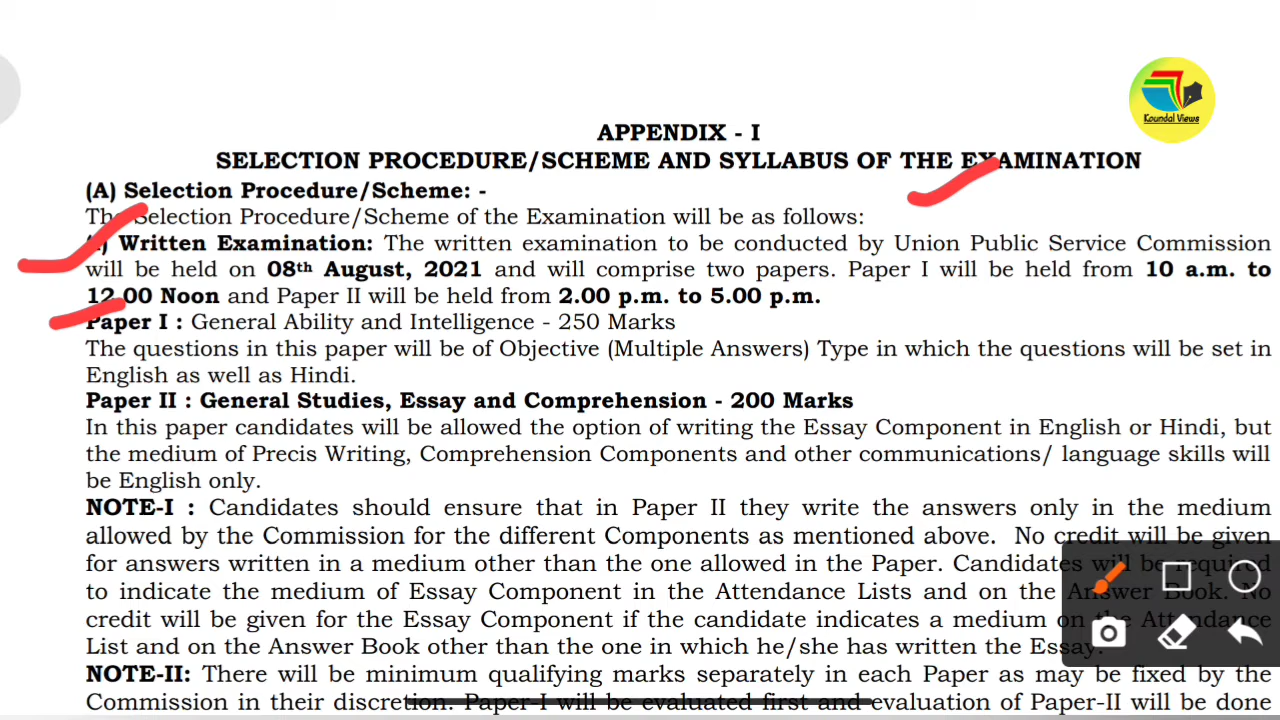 Koundal Views
APPENDIX - I
SELECTION PROCEDURE/SCHEME AND SYLLABUS OF THE EXAMINATION
(A) Selection Procedure/Scheme: -
The Selection Procedure/Scheme of the Examination will be as follows:
Written Examination: The written examination to be conducted by Union Public Service Commission
will be held on 08th August, 2021 and will comprise two papers. Paper I will be held from 10 a.m. to
12.00 Noon and Paper II will be held from 2.00 p.m. to 5.00 p.m.
Paper I : General Ability and Intelligence - 250 Marks
The questions in this paper will be of Objective (Multiple Answers) Type in which the questions will be set in
English as well as Hindi.
Paper II : General Studies, Essay and Comprehension - 200 Marks
In this paper candidates will be allowed the option of writing the Essay Component in English or Hindi, but
the medium of Precis Writing, Comprehension Components and other communications/ language skills will
be English only.
NOTE-I : Candidates should ensure that in Paper II they write the answers only in the medium
allowed by the Commission for the different Components as mentioned above. No credit will be given
for answers written in a medium other than the one allowed in the Paper. Candidates will be required
to indicate the medium of Essay Component in the Attendance Lists and on the Answer Book. No
credit will be given for the Essay Component if the candidate indicates a medium on the Attendance
List and on the Answer Book other than the one in which he/she has written the Essay.
NOTE-II: There will be minimum qualifying marks separately in each Paper as may be fixed by the
Commission in their discretion. Paper-I will be evaluated first and evaluation of Paper-II will be done